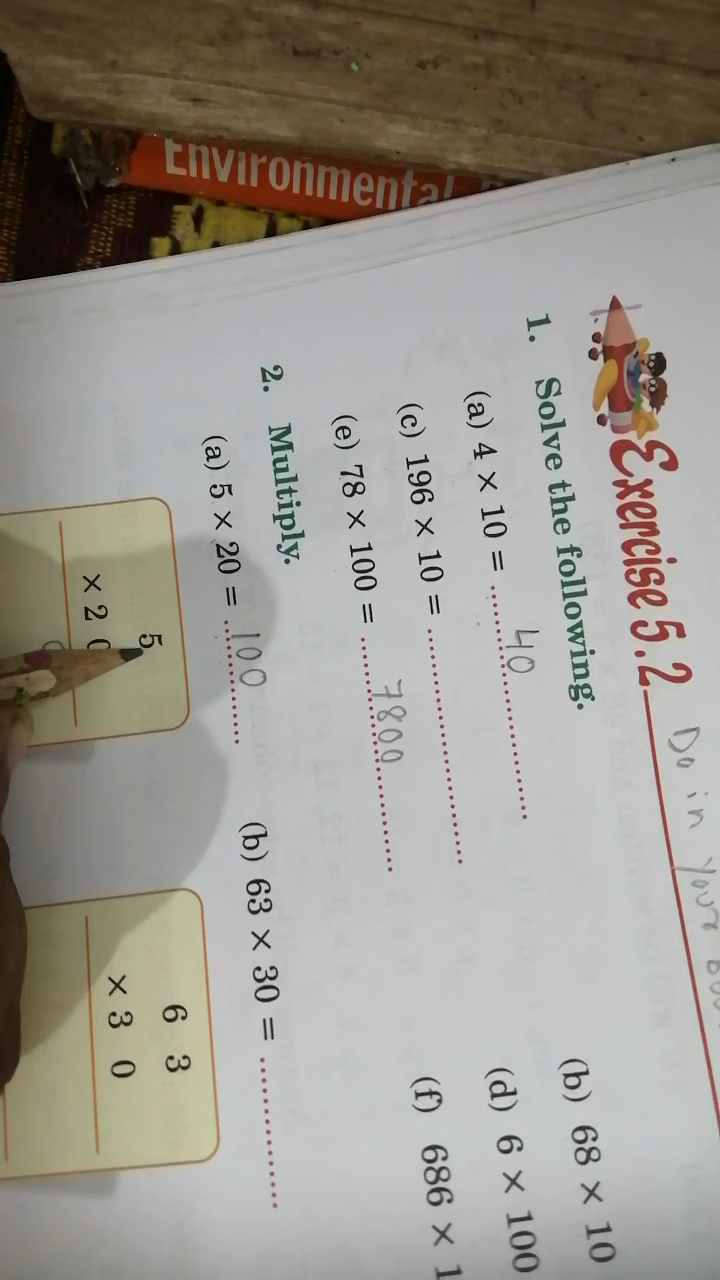 Environmental
Exercise 5.2
Do in your
1. Solve the following.
(a) 4 × 10 = 40
(b) 68 × 10
(c) 196 × 10 =
(d) 6 × 100
(e) 78 × 100 = 7800
(f) 686 × 1
2. Multiply.
(a) 5 × 20 = 100
(b) 63 × 30 =
5
× 2 0
6 3
× 3 0